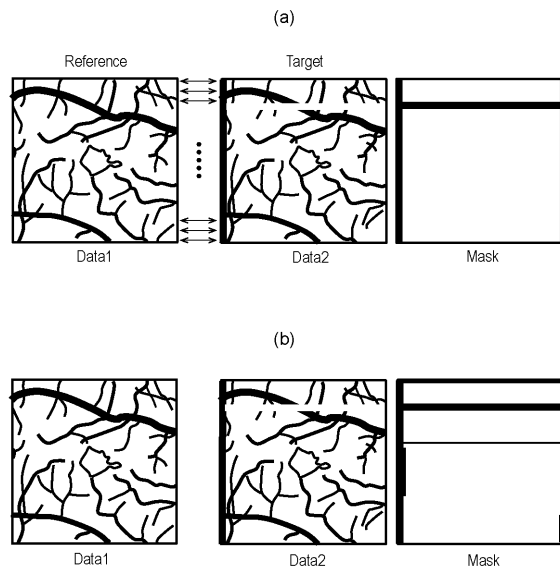 (a)
Reference
Target
Data1
Data2
Mask
(b)
Data1
Data2
Mask